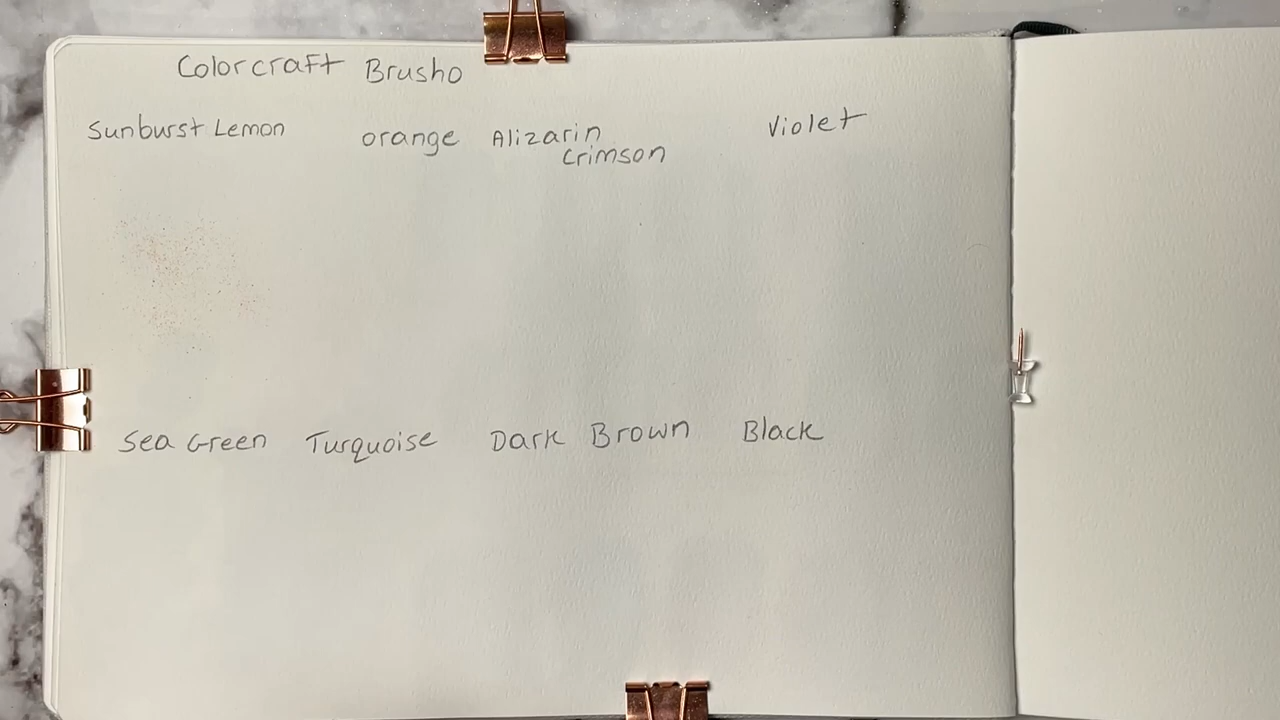 Colorcraft Brusho
Sunburst Lemon orange Alizarin Violet
Crimson
Sea Green Turquoise Dark Brown Black